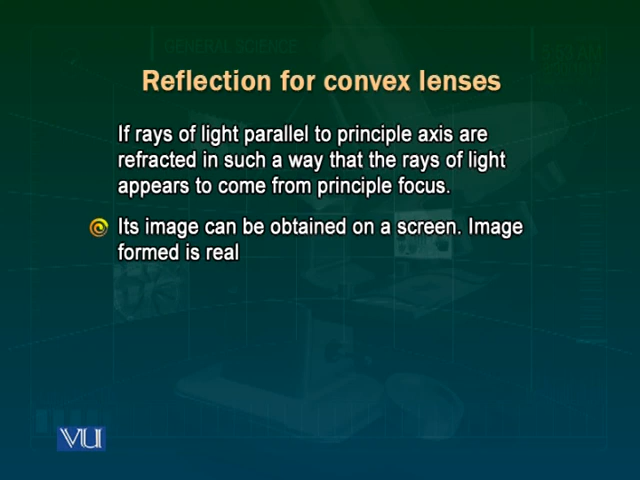 GENERAL SCIENCE
Reflection for convex lenses
If rays of light parallel to principle axis are
refracted in such a way that the rays of light
appears to come from principle focus.
Its image can be obtained on a screen. Image
formed is real
VU